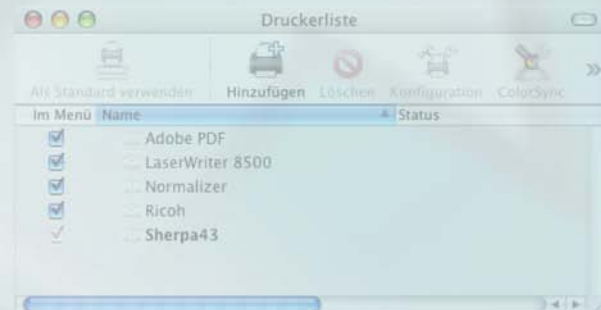 Druckerliste
Als Standard verwenden Hinzufügen Löschen Konfiguration ColorSync
Im Menü Name Status
Adobe PDF
LaserWriter 8500
Normalizer
Ricoh
Sherpa43